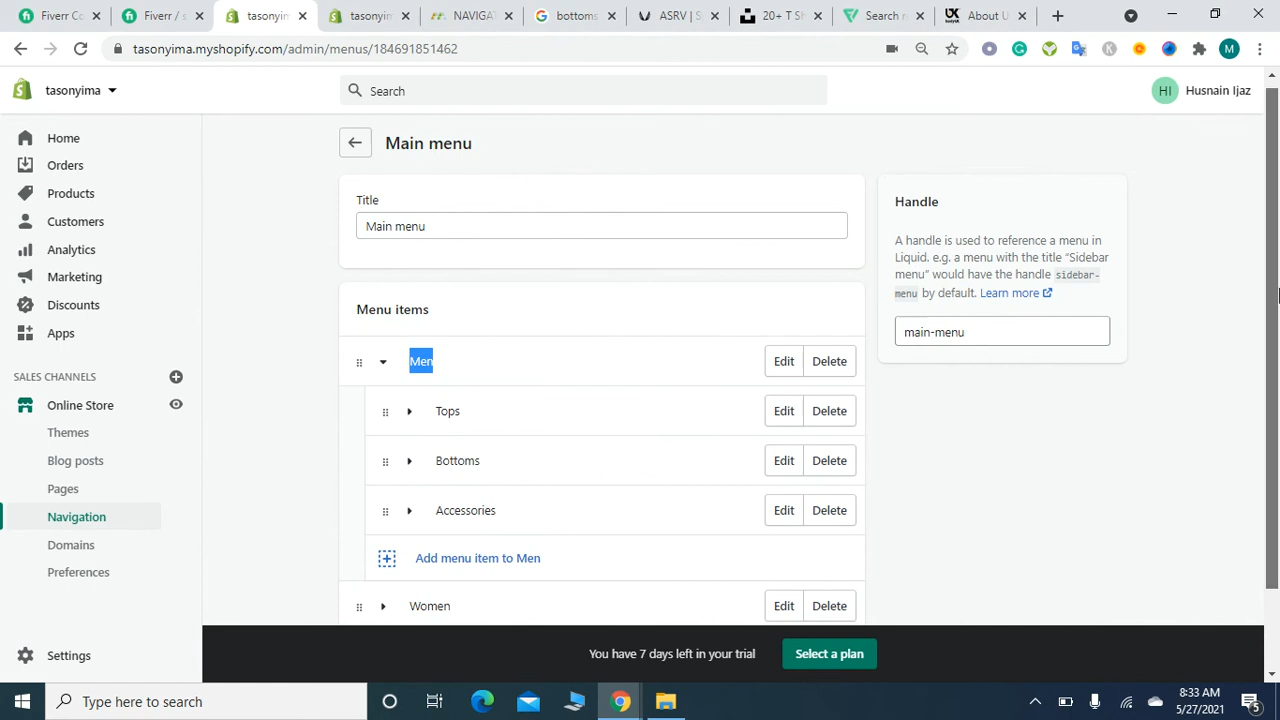 Fiverr Co
Fiverr / s
tasonyim
tasonyim
NAVIGAT
bottoms
ASRV | S
20+ T Sk
Search n
About U
tasonyima.myshopify.com/admin/menus/184691851462
M
tasonyima
Search
HI
Husnain Ijaz
Home
Orders
Products
Customers
Analytics
Marketing
Discounts
Apps
SALES CHANNELS
Online Store
Themes
Blog posts
Pages
Navigation
Domains
Preferences
Settings
Main menu
Title
Main menu
Menu items
Men
Edit
Delete
Tops
Edit
Delete
Bottoms
Edit
Delete
Accessories
Edit
Delete
Add menu item to Men
Women
Edit
Delete
Handle
A handle is used to reference a menu in
Liquid. e.g. a menu with the title “Sidebar
menu” would have the handle sidebar-
menu by default. Learn more
main-menu
You have 7 days left in your trial
Select a plan
Type here to search
8:33 AM
5/27/2021
5